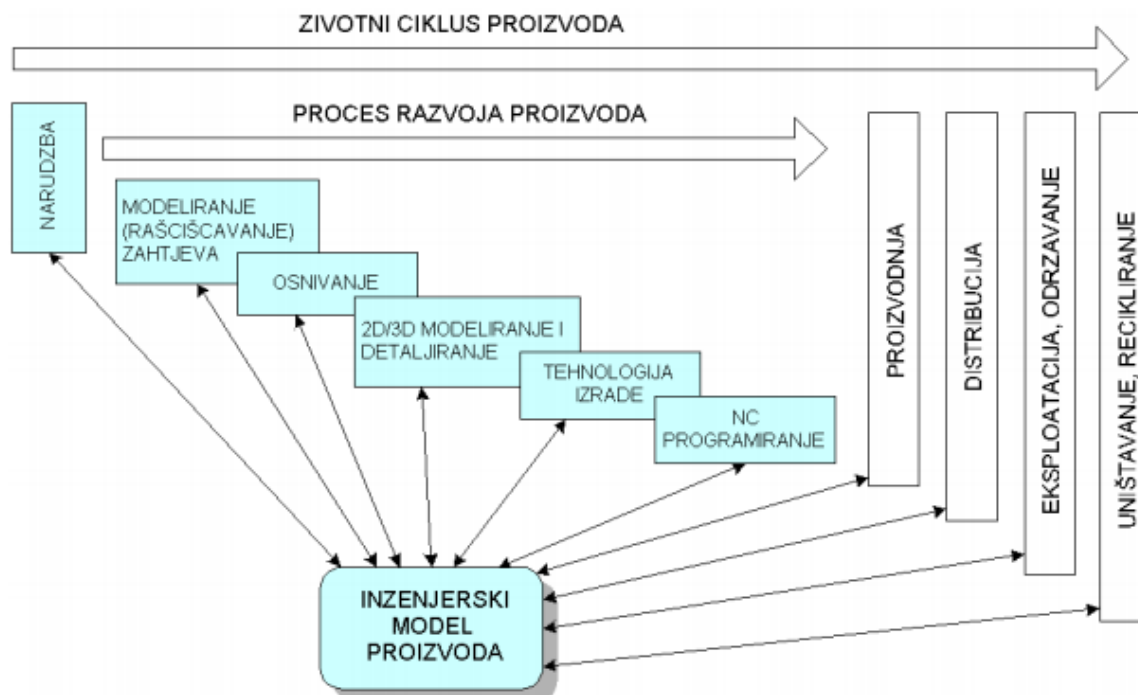 ZIVOTNI CIKLUS PROIZVODA
PROCES RAZVOJA PROIZVODA
NARUDZBA
MODELIRANJE
(RAŠCIŠCAVANJE)
ZAHTJEVA
OSNIVANJE
2D/3D MODELIRANJE I
DETALJIRANJE
TEHNOLOGIJA
IZRADE
NC
PROGRAMIRANJE
PROIZVODNJA
DISTRIBUCIJA
EKSPLOATACIJA, ODRZAVANJE
UNIŠTAVANJE, RECIKLIRANJE
INZENJERSKI
MODEL
PROIZVODA